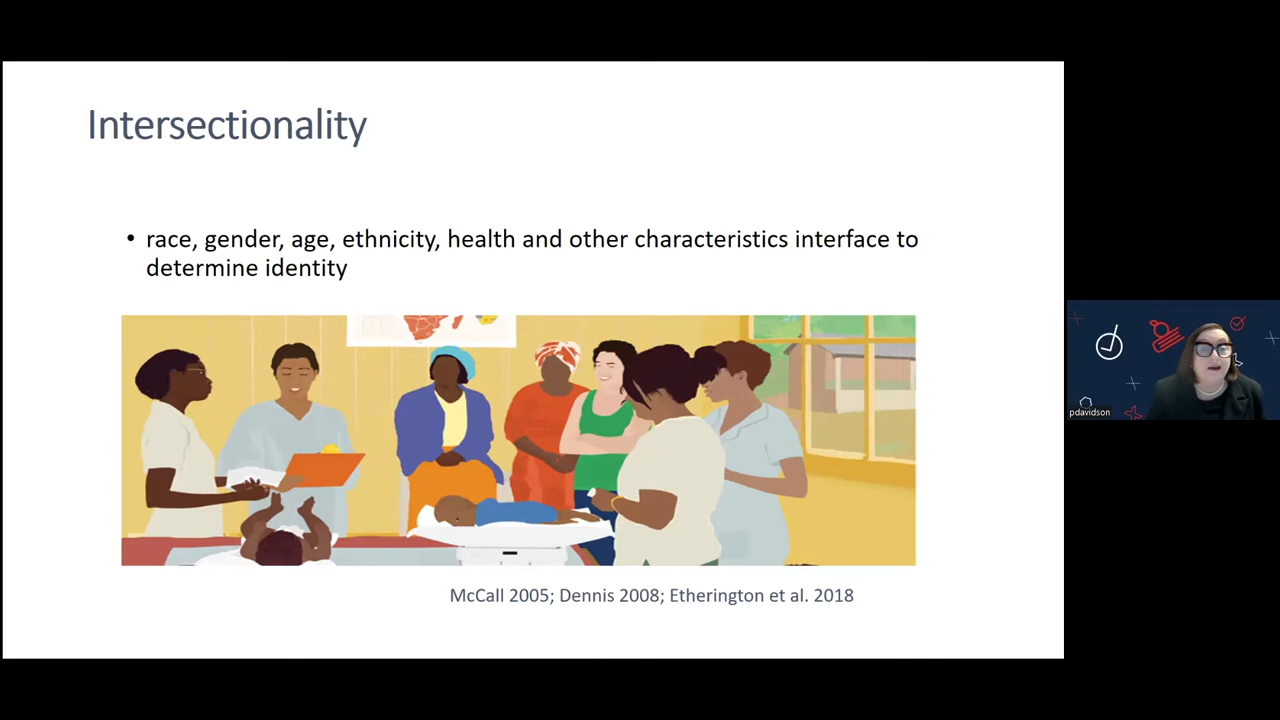 Intersectionality
• race, gender, age, ethnicity, health and other characteristics interface to
determine identity
McCall 2005; Dennis 2008; Etherington et al. 2018
pdavidson